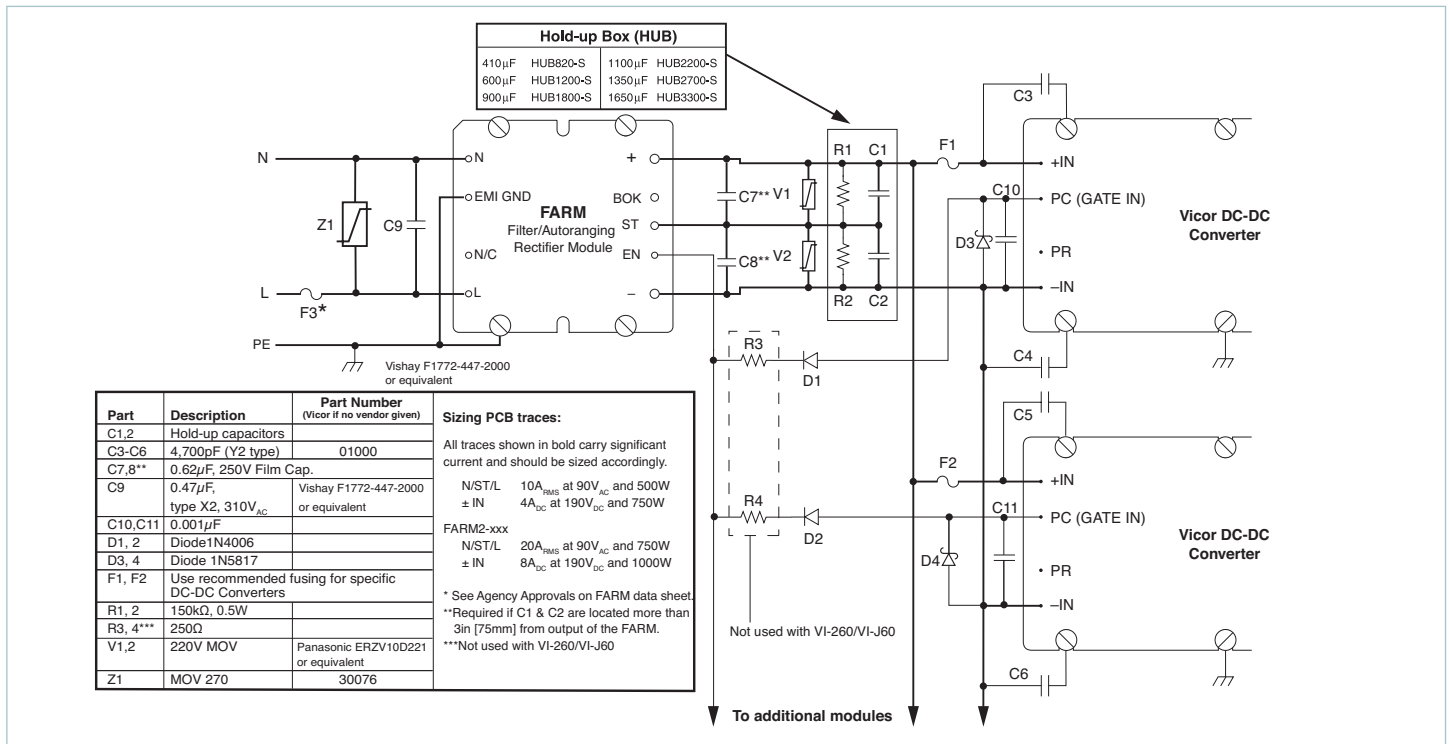 Hold-up Box (HUB)
410µF HUB820-S 1100µF HUB2200-S
600µF HUB1200-S 1350µF HUB2700-S
900µF HUB1800-S 1650µF HUB3300-S
N
Z1
C9
L
F3*
PE
Vishay F1772-447-2000
or equivalent
N
EMI GND
N/C
L
FARM
Filter/Autoranging
Rectifier Module
+
BOK
ST
EN
–
C7**
V1
C8**
V2
R1
C1
R2
C2
F1
C3
C10
D3
+IN
PC (GATE IN)
PR
–IN
Vicor DC-DC
Converter
C4
R3
D1
C5
F2
R4
D2
C11
D4
+IN
PC (GATE IN)
PR
–IN
Vicor DC-DC
Converter
C6
Not used with VI-260/VI-J60
To additional modules
Part Description Part Number
(Vicor if no vendor given)
C1,2 Hold-up capacitors
C3-C6 4,700pF (Y2 type) 01000
C7,8** 0.62µF, 250V Film Cap.
C9 0.47µF, Vishay F1772-447-2000
type X2, 310VAC or equivalent
C10,C11 0.001µF
D1, 2 Diode1N4006
D3, 4 Diode 1N5817
F1, F2 Use recommended fusing for specific
DC-DC Converters
R1, 2 150kΩ, 0.5W
R3, 4*** 250Ω
V1,2 220V MOV Panasonic ERZV10D221
or equivalent
Z1 MOV 270 30076
Sizing PCB traces:
All traces shown in bold carry significant
current and should be sized accordingly.
N/ST/L 10ARMS at 90VAC and 500W
± IN 4ADC at 190VDC and 750W
FARM2-xxx
N/ST/L 20ARMS at 90VAC and 750W
± IN 8ADC at 190VDC and 1000W
* See Agency Approvals on FARM data sheet.
**Required if C1 & C2 are located more than
3in [75mm] from output of the FARM.
***Not used with VI-260/VI-J60